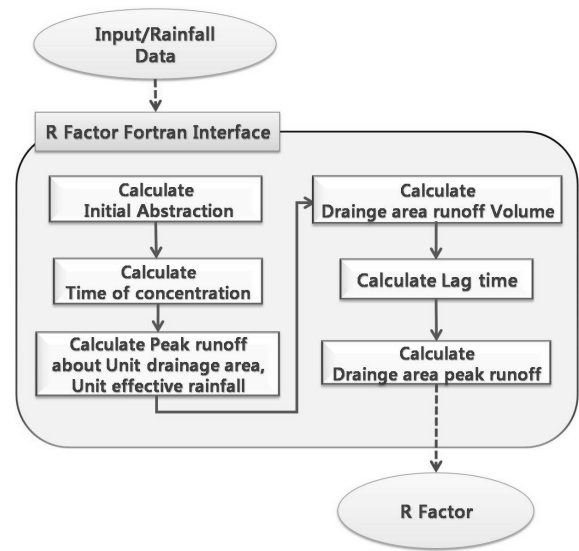 Input/Rainfall
Data
R Factor Fortran Interface
Calculate
Initial Abstraction
Calculate
Time of concentration
Calculate Peak runoff
about Unit drainage area,
Unit effective rainfall
Calculate
Drainge area runoff Volume
Calculate Lag time
Calculate
Drainge area peak runoff
R Factor